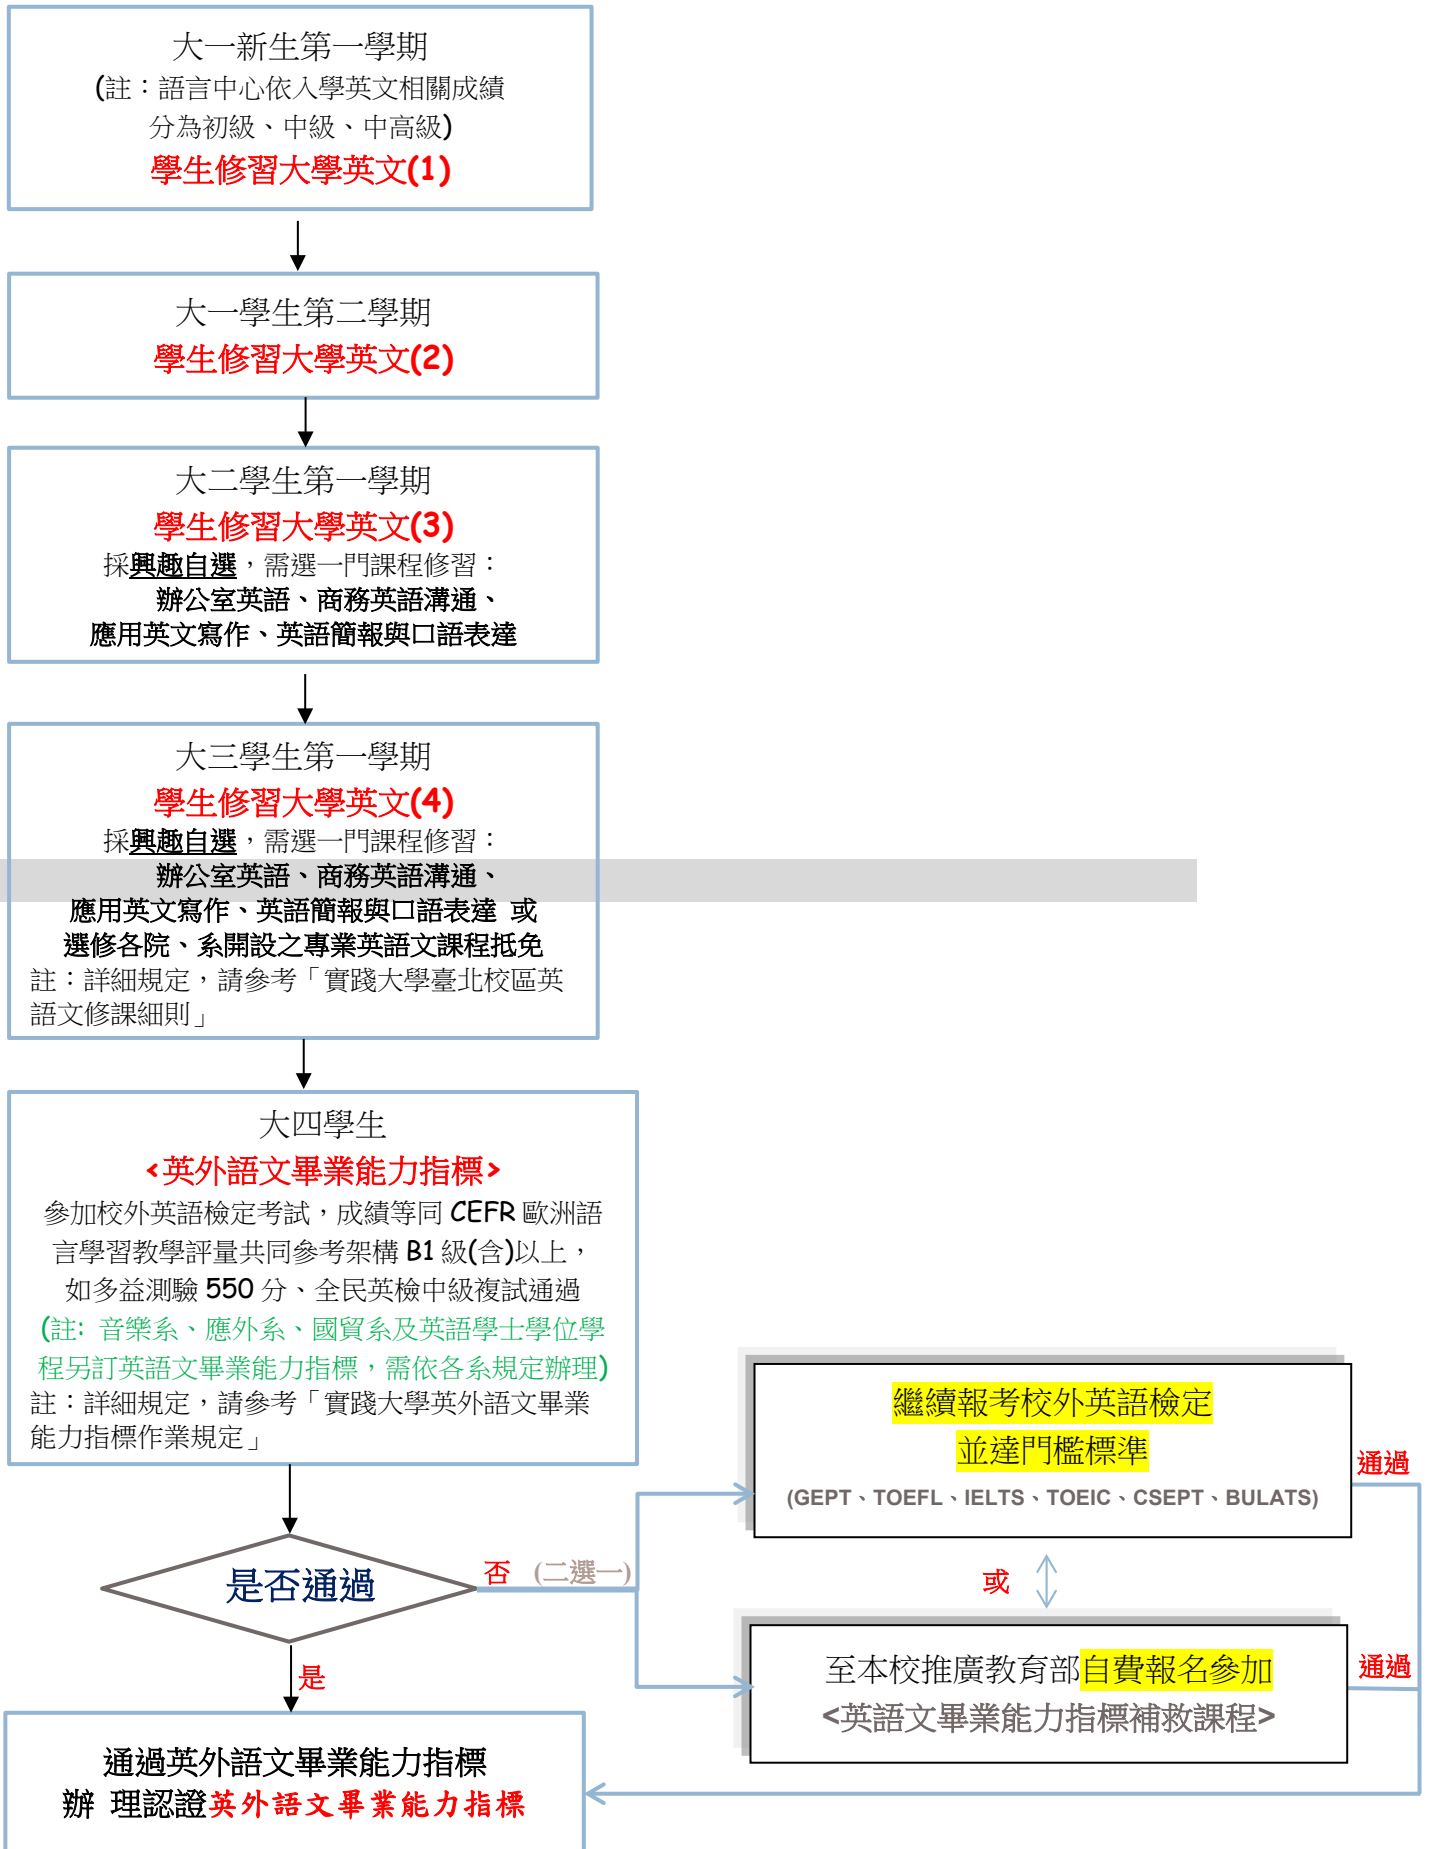 大一新生第一學期
(註：語言中心依入學英文相關成績
分為初級、中級、中高級)
學生修習大學英文(1)
大一學生第二學期
學生修習大學英文(2)
大二學生第一學期
學生修習大學英文(3)
採興趣自選，需選一門課程修習：
辦公室英語、商務英語溝通、
應用英文寫作、英語簡報與口語表達
大三學生第一學期
學生修習大學英文(4)
採興趣自選，需選一門課程修習：
辦公室英語、商務英語溝通、
應用英文寫作、英語簡報與口語表達 或
選修各院、系開設之專業英語文課程抵免
註：詳細規定，請參考「實踐大學臺北校區英
語文修課細則」
大四學生
<英外語文畢業能力指標>
參加校外英語檢定考試，成績等同 CEFR 歐洲語
言學習教學評量共同參考架構 B1 級(含)以上，
如多益測驗 550 分、全民英檢中級複試通過
(註: 音樂系、應外系、國貿系及英語學士學位學
程另訂英語文畢業能力指標，需依各系規定辦理)
註：詳細規定，請參考「實踐大學英外語文畢業
能力指標作業規定」
是否通過
否 (二選一)
是
繼續報考校外英語檢定
並達門檻標準
(GEPT、TOEFL、IELTS、TOEIC、CSEPT、BULATS)
通過
或
至本校推廣教育部自費報名參加
<英語文畢業能力指標補救課程>
通過
通過英外語文畢業能力指標
辦 理認證英外語文畢業能力指標